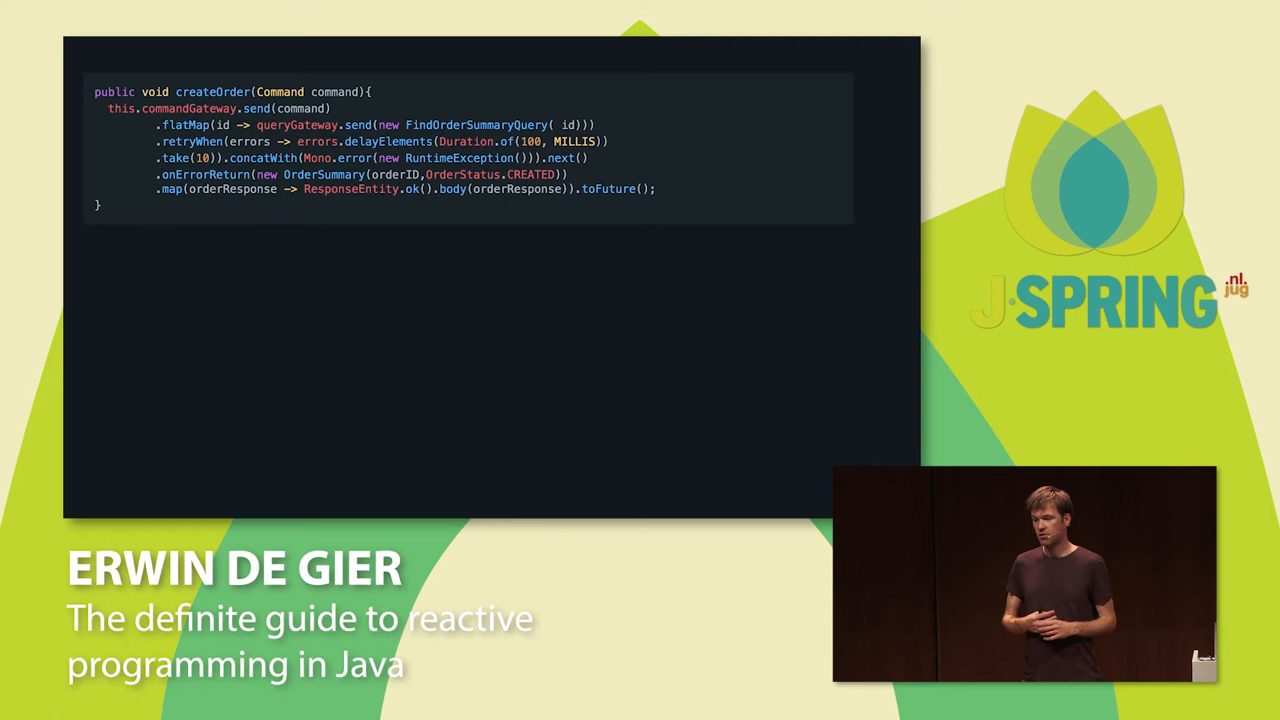 public void createOrder(Command command){
this.commandGateway.send(command)
.flatMap(id -> queryGateway.send(new FindOrderSummaryQuery( id)))
.retryWhen(errors -> errors.delayElements(Duration.of(100, MILLIS))
.take(10)).concatWith(Mono.error(new RuntimeException())).next()
.onErrorReturn(new OrderSummary(orderID,OrderStatus.CREATED))
.map(orderResponse -> ResponseEntity.ok().body(orderResponse)).toFuture();
}
J·SPRING
.nl.
jug
ERWIN DE GIER
The definite guide to reactive
programming in Java